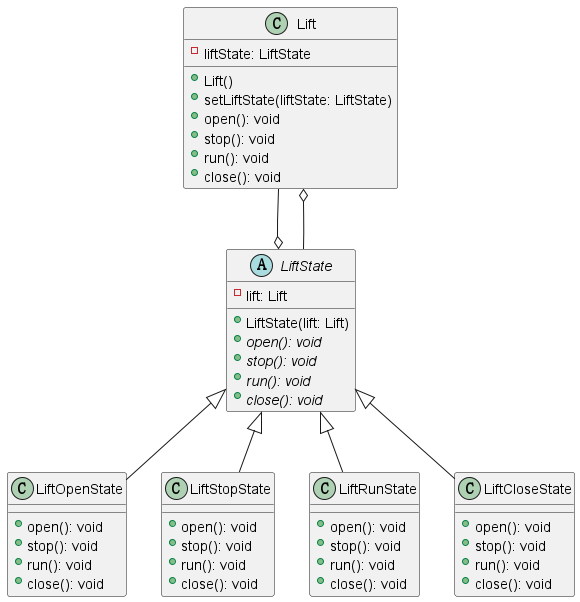 C Lift
liftState: LiftState
Lift()
setLiftState(liftState: LiftState)
open(): void
stop(): void
run(): void
close(): void
A LiftState
lift: Lift
LiftState(lift: Lift)
open(): void
stop(): void
run(): void
close(): void
C LiftOpenState
open(): void
stop(): void
run(): void
close(): void
C LiftStopState
open(): void
stop(): void
run(): void
close(): void
C LiftRunState
open(): void
stop(): void
run(): void
close(): void
C LiftCloseState
open(): void
stop(): void
run(): void
close(): void